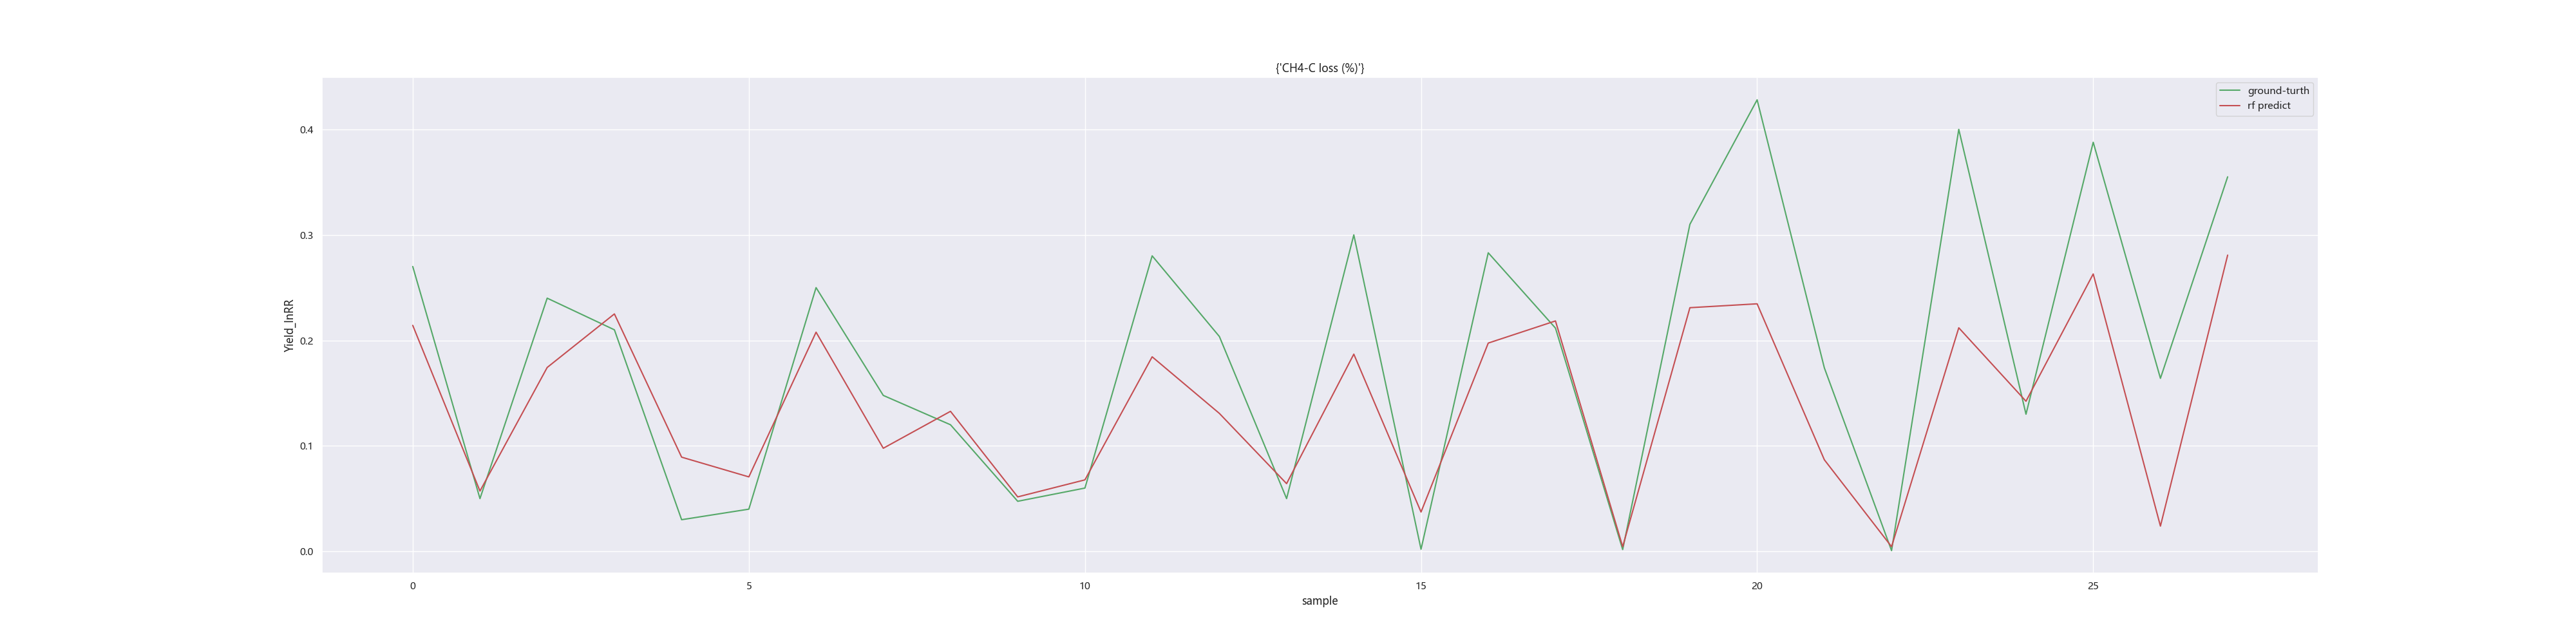 {'CH4-C loss (%)'}
ground-turth
rf predict
Yield_lnRR
0.4
0.3
0.2
0.1
0.0
0 5 10 15 20 25
sample